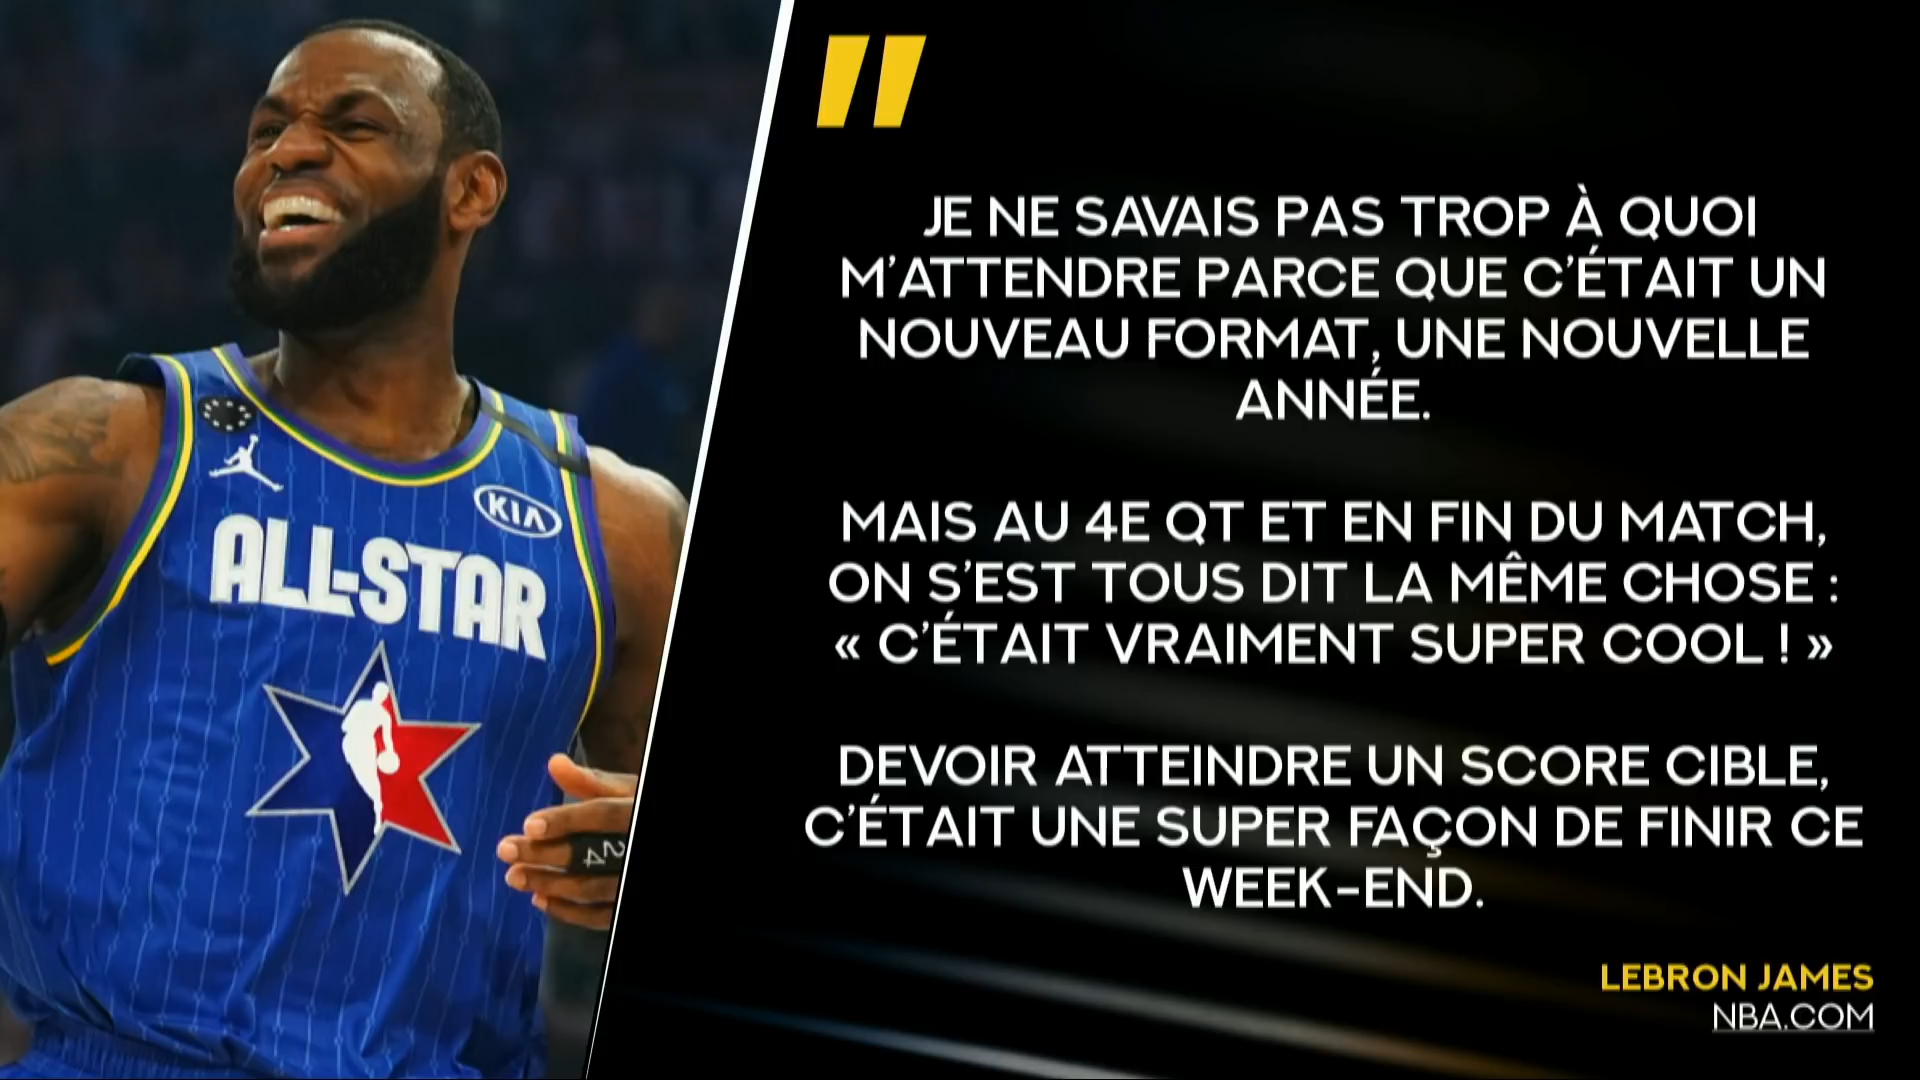 "
JE NE SAVAIS PAS TROP À QUOI
M'ATTENDRE PARCE QUE C'ÉTAIT UN
NOUVEAU FORMAT, UNE NOUVELLE
ANNÉE.
MAIS AU 4E QT ET EN FIN DU MATCH,
ON S'EST TOUS DIT LA MÊME CHOSE :
« C'ÉTAIT VRAIMENT SUPER COOL ! »
DEVOIR ATTEINDRE UN SCORE CIBLE,
C'ÉTAIT UNE SUPER FAÇON DE FINIR CE
WEEK-END.
LEBRON JAMES
NBA.COM
KIA
ALL-STAR
24